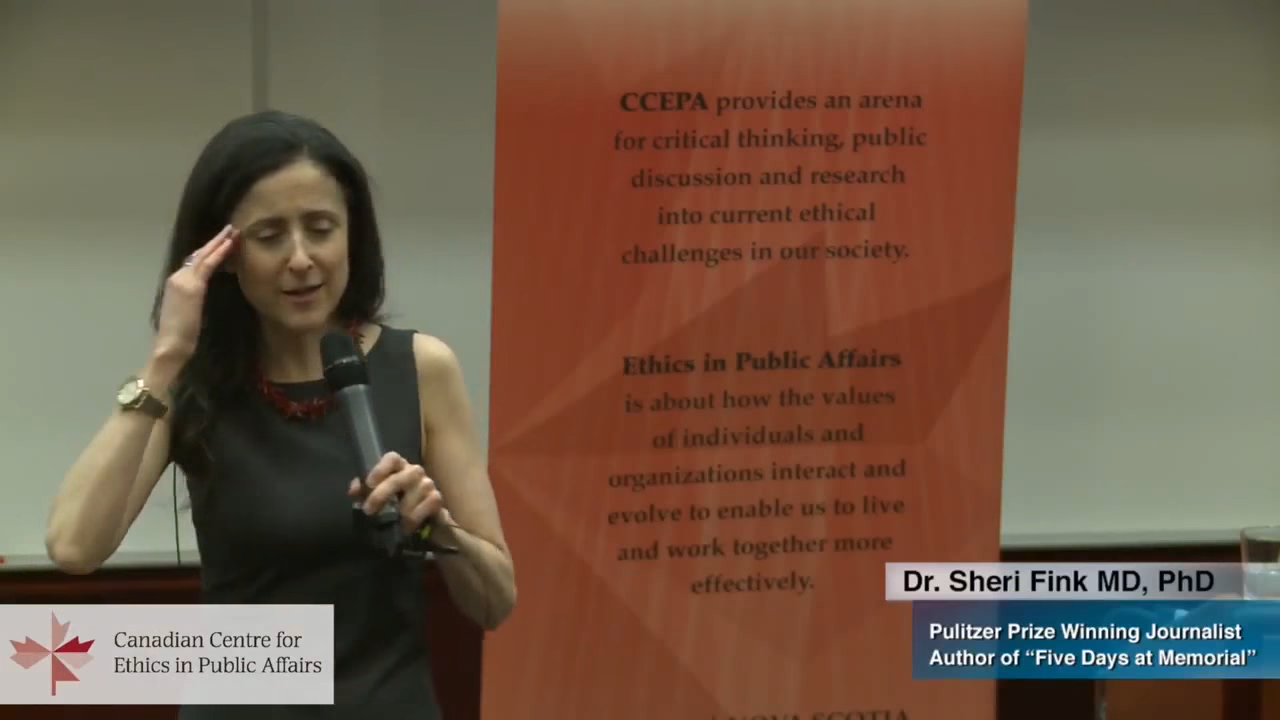 CCEPA provides an arena
for critical thinking, public
discussion and research
into current ethical
challenges in our society.
Ethics in Public Affairs
is about how the values
of individuals and
organizations interact and
evolve to enable us to live
and work together more
effectively.
NOVA SCOTIA
Dr. Sheri Fink MD, PhD
Pulitzer Prize Winning Journalist
Author of “Five Days at Memorial”
Canadian Centre for
Ethics in Public Affairs